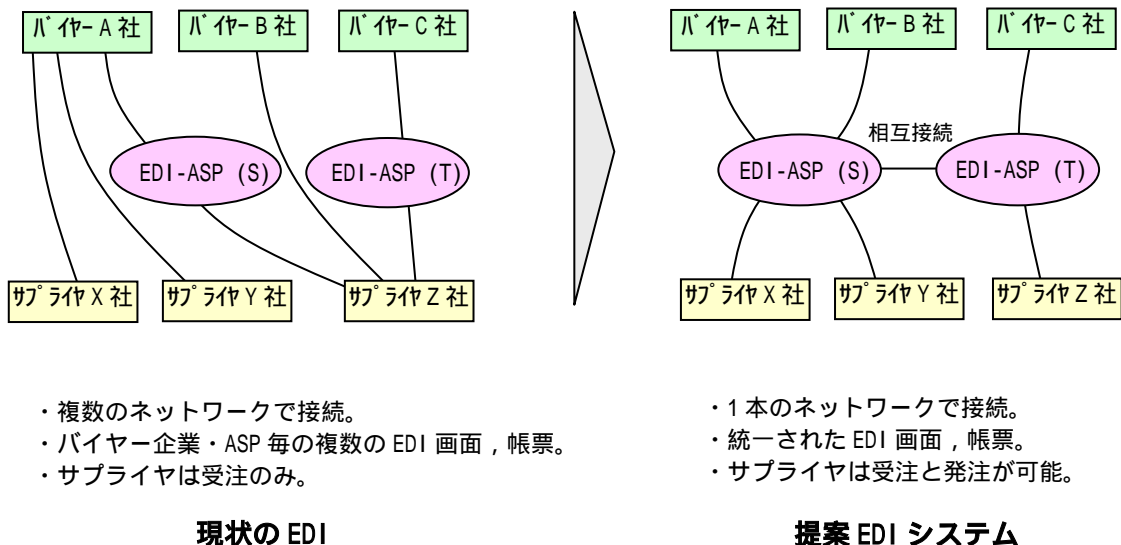 バイヤーA社
バイヤーB社
バイヤーC社
EDI-ASP (S)
EDI-ASP (T)
サプライヤX社
サプライヤY社
サプライヤZ社
・複数のネットワークで接続。
・バイヤー企業・ASP毎の複数のEDI画面,帳票。
・サプライヤは受注のみ。
現状のEDI
バイヤーA社
バイヤーB社
バイヤーC社
相互接続
EDI-ASP (S)
EDI-ASP (T)
サプライヤX社
サプライヤY社
サプライヤZ社
・1本のネットワークで接続。
・統一されたEDI画面,帳票。
・サプライヤは受注と発注が可能。
提案EDIシステム